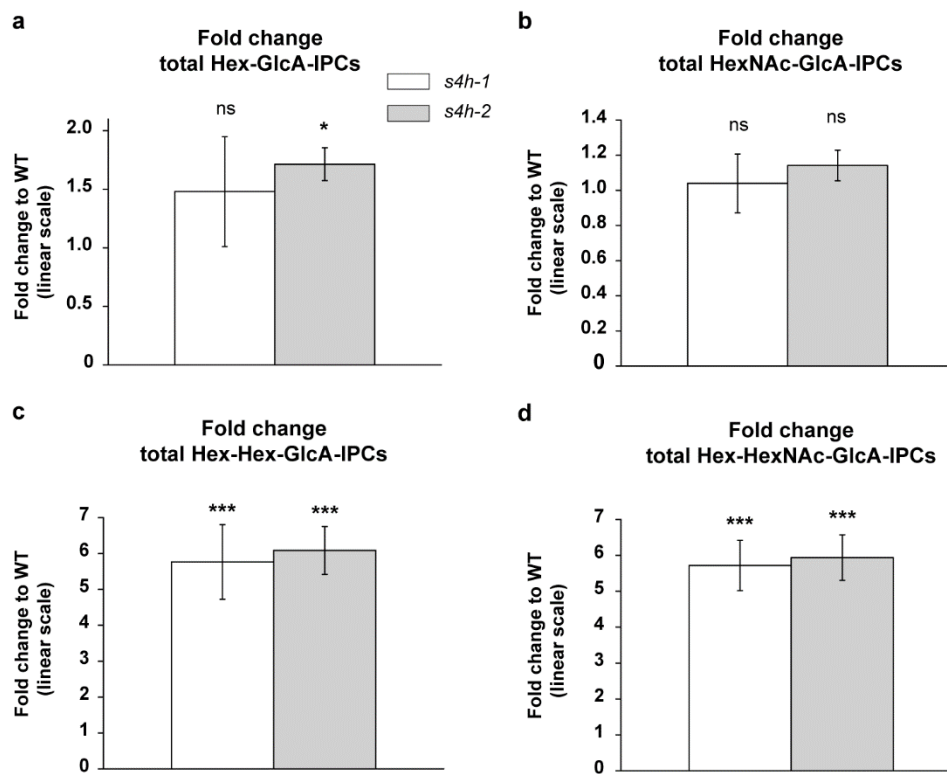 a
Fold change
total Hex-GlcA-IPCs
s4h-1
s4h-2
ns
*
2.0
1.5
1.0
0.5
0
Fold change to WT
(linear scale)
b
Fold change
total HexNAc-GlcA-IPCs
ns
ns
1.4
1.2
1.0
0.8
0.6
0.4
0.2
0
Fold change to WT
(linear scale)
c
Fold change
total Hex-Hex-GlcA-IPCs
***
***
7
6
5
4
3
2
1
0
Fold change to WT
(linear scale)
d
Fold change
total Hex-HexNAc-GlcA-IPCs
***
***
7
6
5
4
3
2
1
0
Fold change to WT
(linear scale)